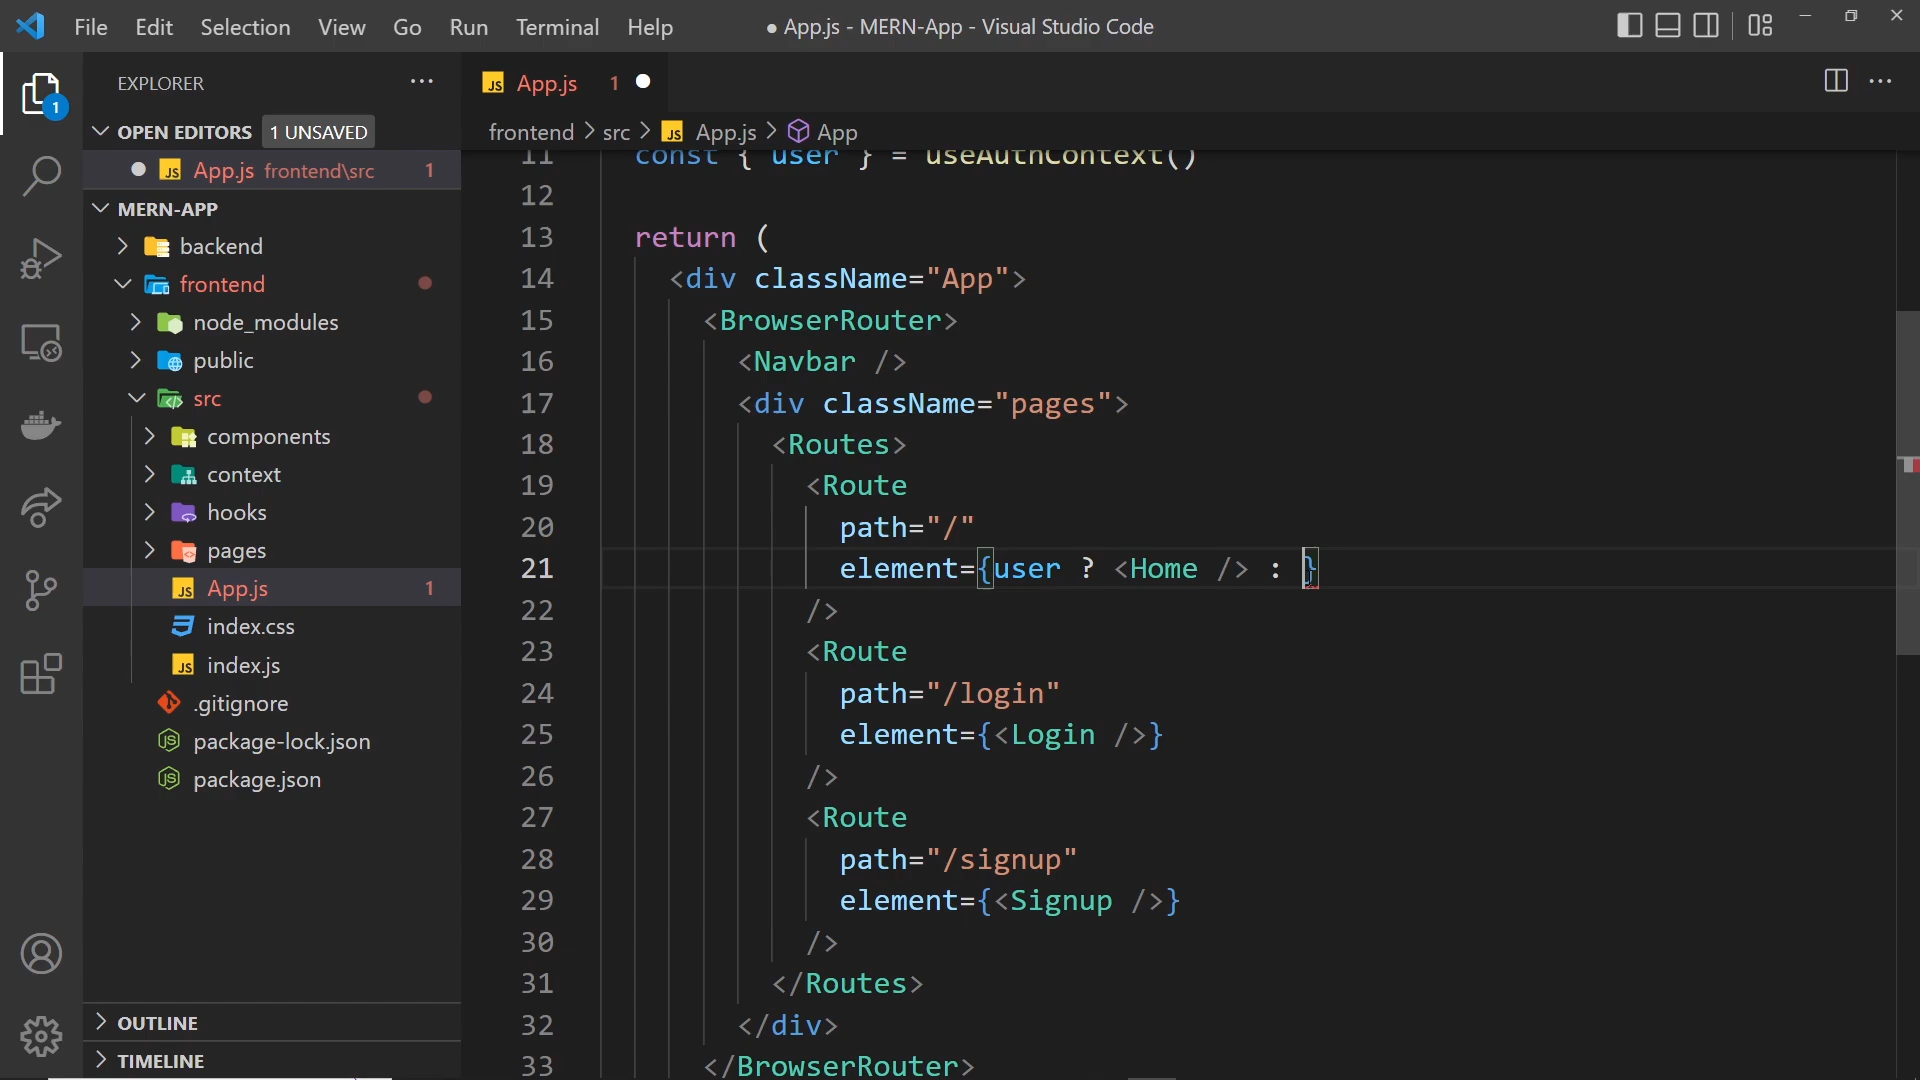 File Edit Selection View Go Run Terminal Help
● App.js - MERN-App - Visual Studio Code
EXPLORER
1
OPEN EDITORS 1 UNSAVED
App.js frontend\src 1
MERN-APP
backend
frontend
node_modules
public
src
components
context
hooks
pages
App.js 1
index.css
index.js
.gitignore
package-lock.json
package.json
OUTLINE
TIMELINE
App.js 1
frontend > src > App.js > App
11 const { user } = useAuthContext()
12
13 return (
14 <div className="App">
15 <BrowserRouter>
16 <Navbar />
17 <div className="pages">
18 <Routes>
19 <Route
20 path="/"
21 element={user ? <Home /> : }
22 />
23 <Route
24 path="/login"
25 element={<Login />}
26 />
27 <Route
28 path="/signup"
29 element={<Signup />}
30 />
31 </Routes>
32 </div>
33 </BrowserRouter>